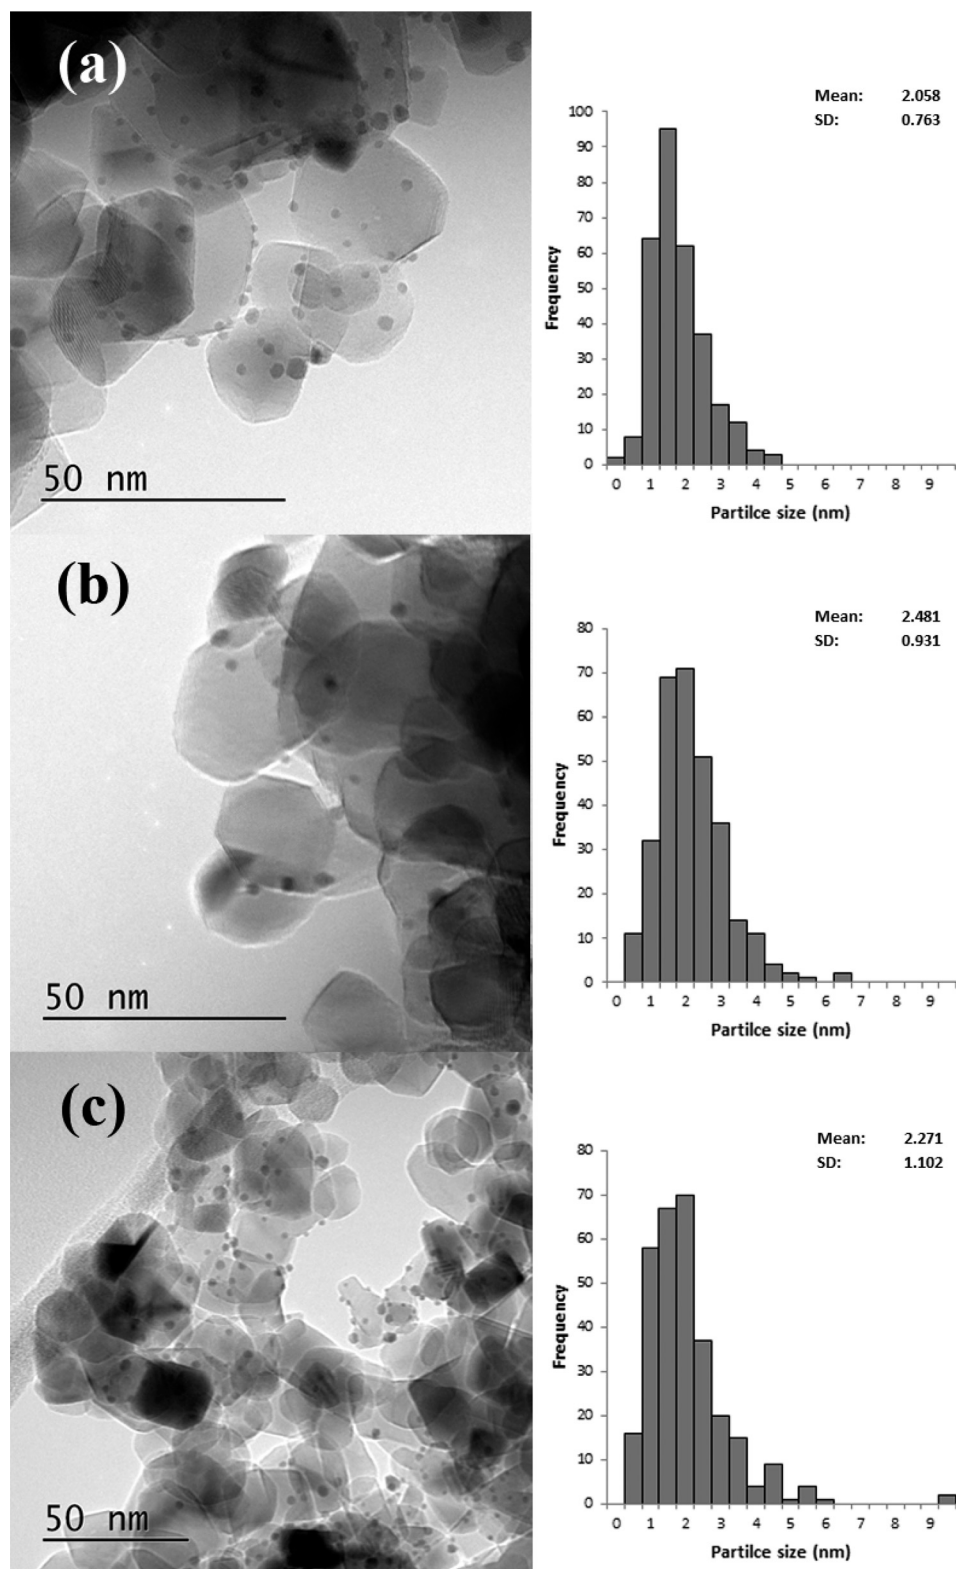 (a)
50 nm
Mean: 2.058
SD: 0.763
100
90
80
70
60
50
40
30
20
10
0
Frequency
0 1 2 3 4 5 6 7 8 9
Partilce size (nm)
(b)
50 nm
Mean: 2.481
SD: 0.931
80
70
60
50
40
30
20
10
0
Frequency
0 1 2 3 4 5 6 7 8 9
Partilce size (nm)
(c)
50 nm
Mean: 2.271
SD: 1.102
80
70
60
50
40
30
20
10
0
Frequency
0 1 2 3 4 5 6 7 8 9
Partilce size (nm)